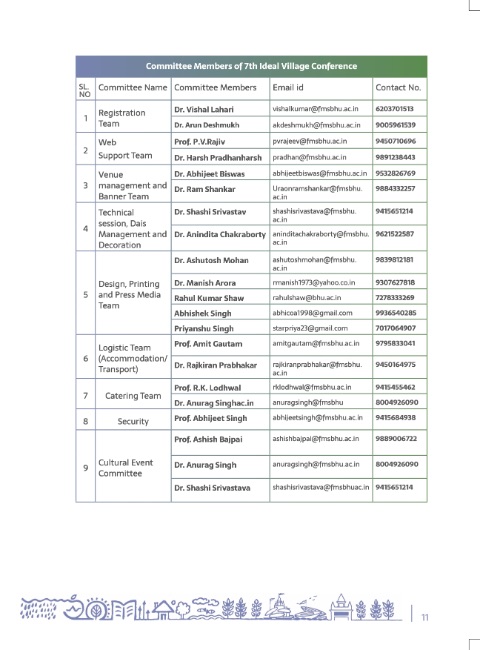 Committee Members of 7th Ideal Village Conference
SL. NO Committee Name Committee Members Email id Contact No.
1 Registration Team
Dr. Vishal Lahari vishalkumar@fmsbhu.ac.in 6203701513
Dr. Arun Deshmukh akdeshmukh@fmsbhu.ac.in 9005961539
2 Web Support Team
Prof. P.V.Rajiv pvrajeev@fmsbhu.ac.in 9450710696
Dr. Harsh Pradhanharsh pradhan@fmsbhu.ac.in 9891238443
3 Venue management and Banner Team
Dr. Abhijeet Biswas abhijeetbiswas@fmsbhu.ac.in 9532826769
Dr. Ram Shankar Uraonramshankar@fmsbhu.ac.in 9884332257
4 Technical session, Dais Management and Decoration
Dr. Shashi Srivastav shashisrivastava@fmsbhu.ac.in 9415651214
Dr. Anindita Chakraborty aninditachakraborty@fmsbhu.ac.in 9621522587
5 Design, Printing and Press Media Team
Dr. Ashutosh Mohan ashutoshmohan@fmsbhu.ac.in 9839812181
Dr. Manish Arora rmanish1973@yahoo.co.in 9307627818
Rahul Kumar Shaw rahulshaw@bhu.ac.in 7278333269
Abhishek Singh abhicoa1998@gmail.com 9936540285
Priyanshu Singh starpriya23@gmail.com 7017064907
6 Logistic Team (Accommodation/ Transport)
Prof. Amit Gautam amitgautam@fmsbhu.ac.in 9795833041
Dr. Rajkiran Prabhakar rajkiranprabhakar@fmsbhu.ac.in 9450164975
7 Catering Team
Prof. R.K. Lodhwal rklodhwal@fmsbhu.ac.in 9415455462
Dr. Anurag Singhac.in anuragsingh@fmsbhu 8004926090
8 Security
Prof. Abhijeet Singh abhijeetsingh@fmsbhu.ac.in 9415684938
9 Cultural Event Committee
Prof. Ashish Bajpai ashishbajpai@fmsbhu.ac.in 9889006722
Dr. Anurag Singh anuragsingh@fmsbhu.ac.in 8004926090
Dr. Shashi Srivastava shashisrivastava@fmsbhuac.in 9415651214
11